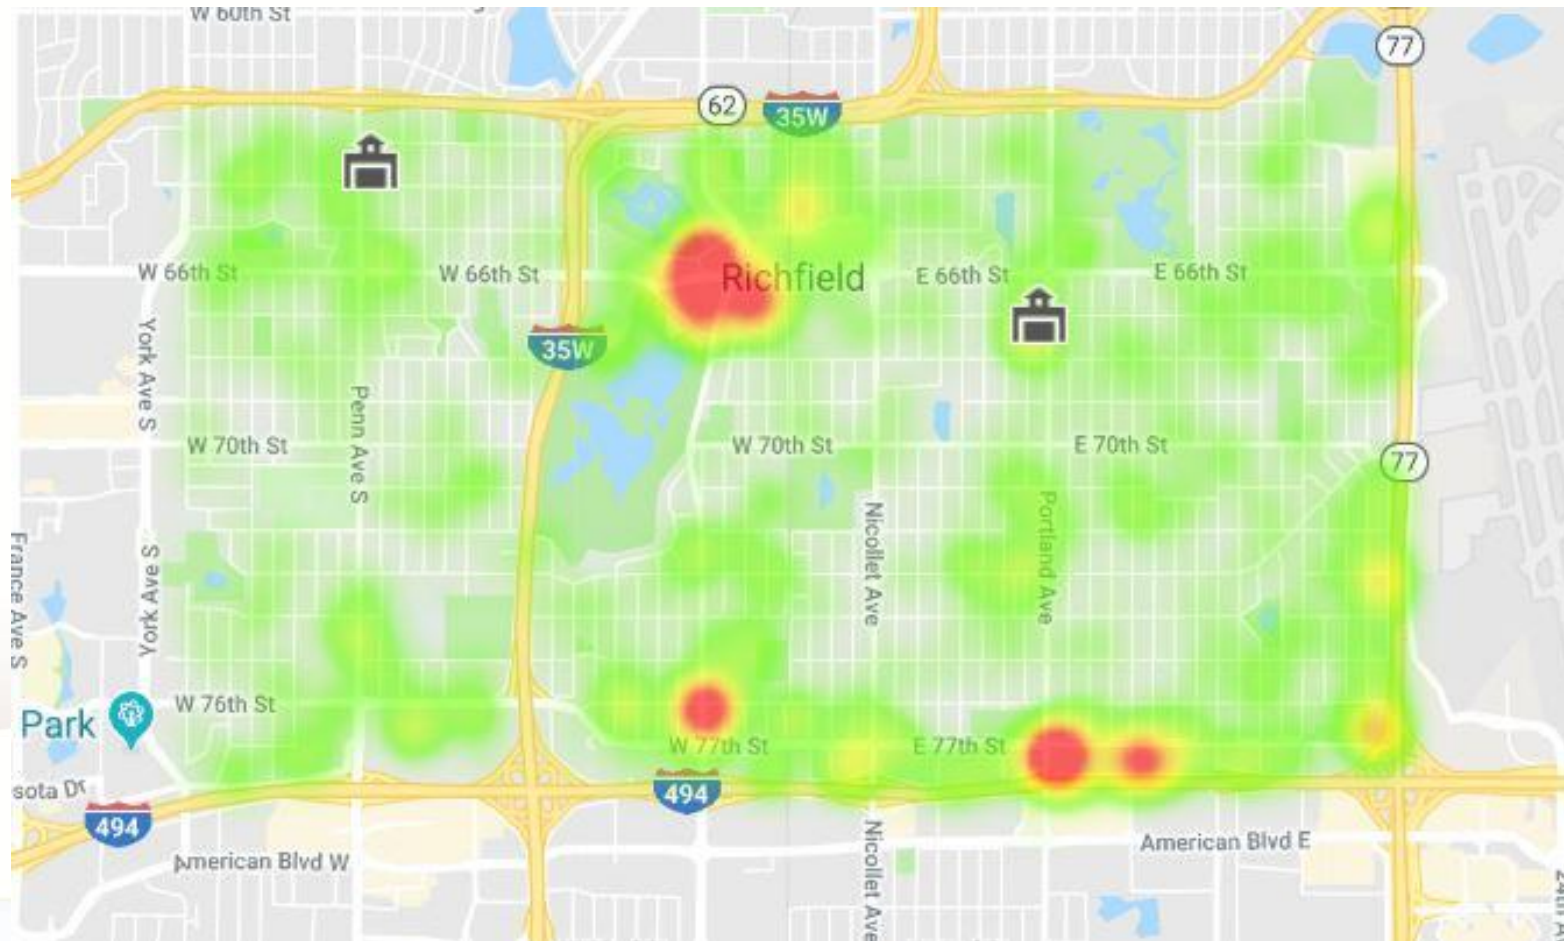 W 60th St
77
62
35W
W 66th St
W 66th St
Richfield
E 66th St
E 66th St
York Ave S
35W
Penn Ave S
W 70th St
W 70th St
E 70th St
77
Nicollet Ave
Portland Ave
France Ave S
York Ave S
W 76th St
Park
W 77th St
E 77th St
sota Dr
494
494
American Blvd W
American Blvd E
Nicollet Ave